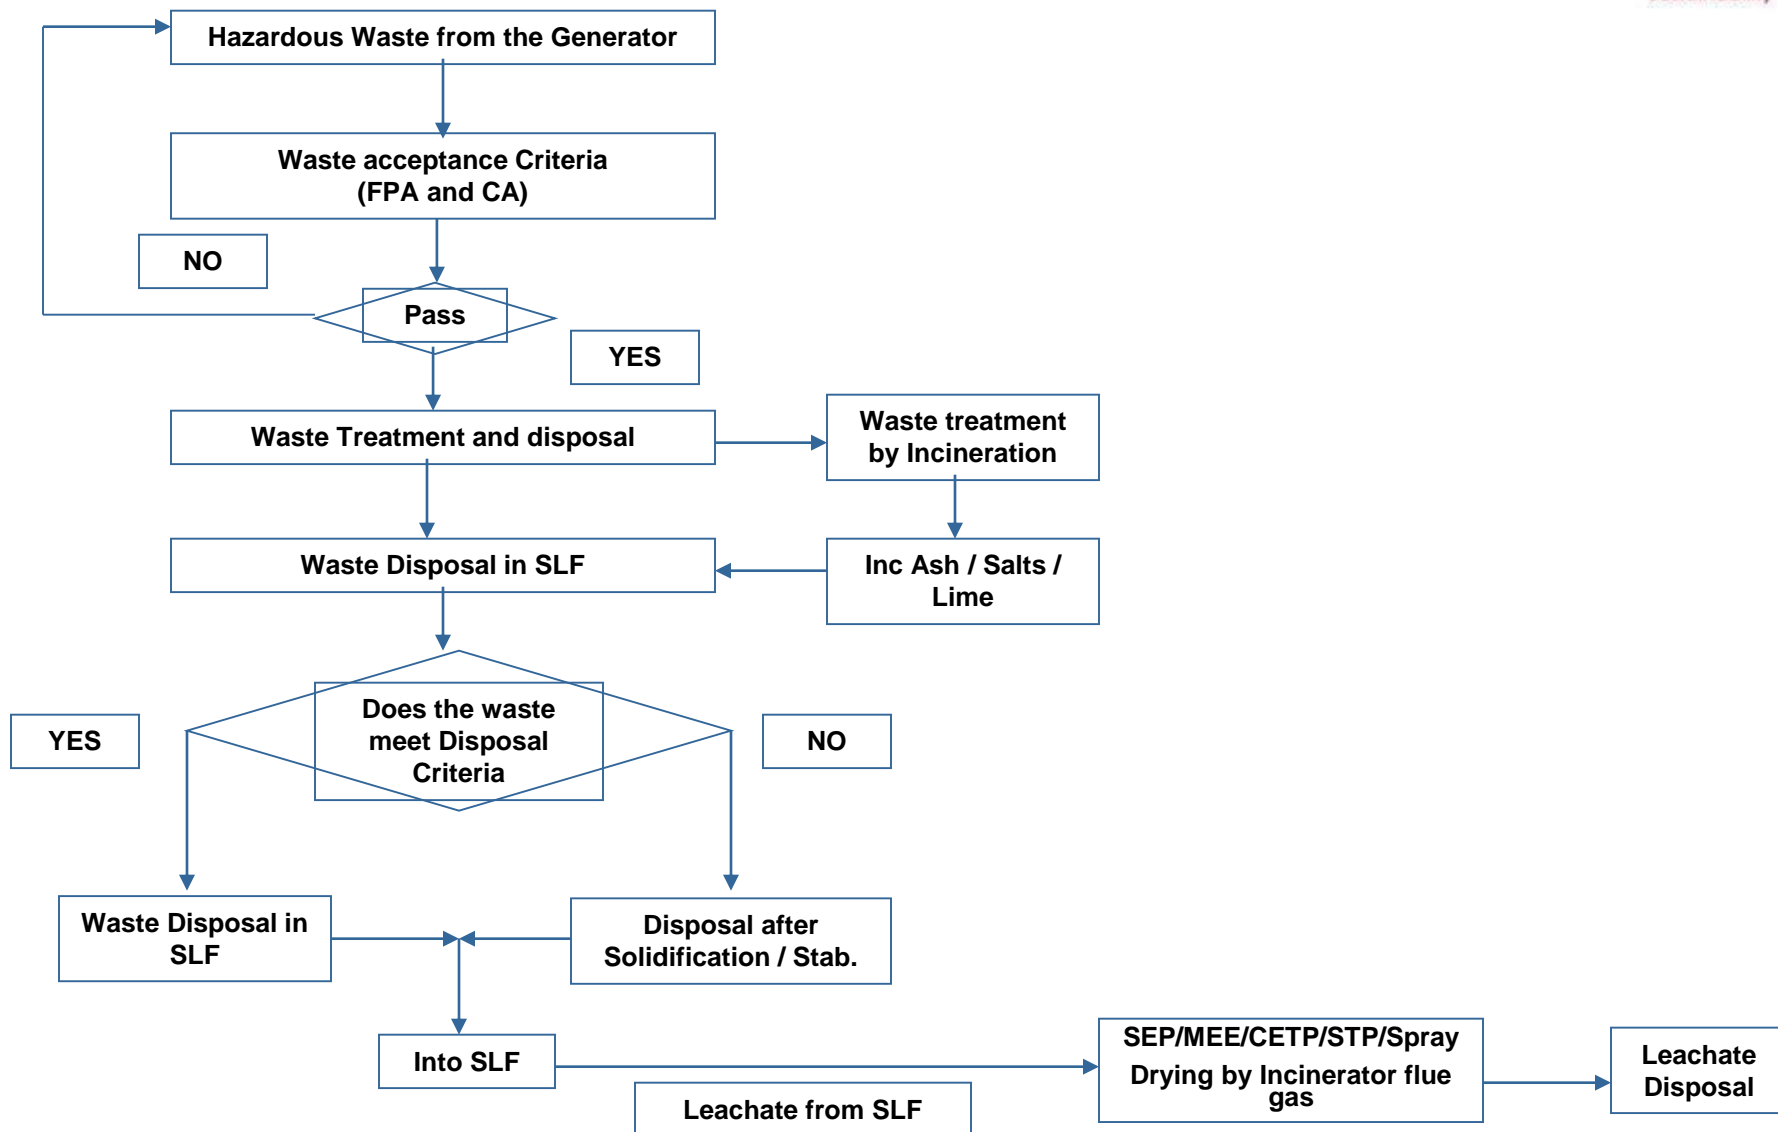 Hazardous Waste from the Generator
Waste acceptance Criteria
(FPA and CA)
NO
Pass
YES
Waste Treatment and disposal
Waste treatment
by Incineration
Waste Disposal in SLF
Inc Ash / Salts /
Lime
Does the waste
meet Disposal
Criteria
YES
NO
Waste Disposal in
SLF
Disposal after
Solidification / Stab.
Into SLF
SEP/MEE/CETP/STP/Spray
Drying by Incinerator flue
gas
Leachate
Disposal
Leachate from SLF